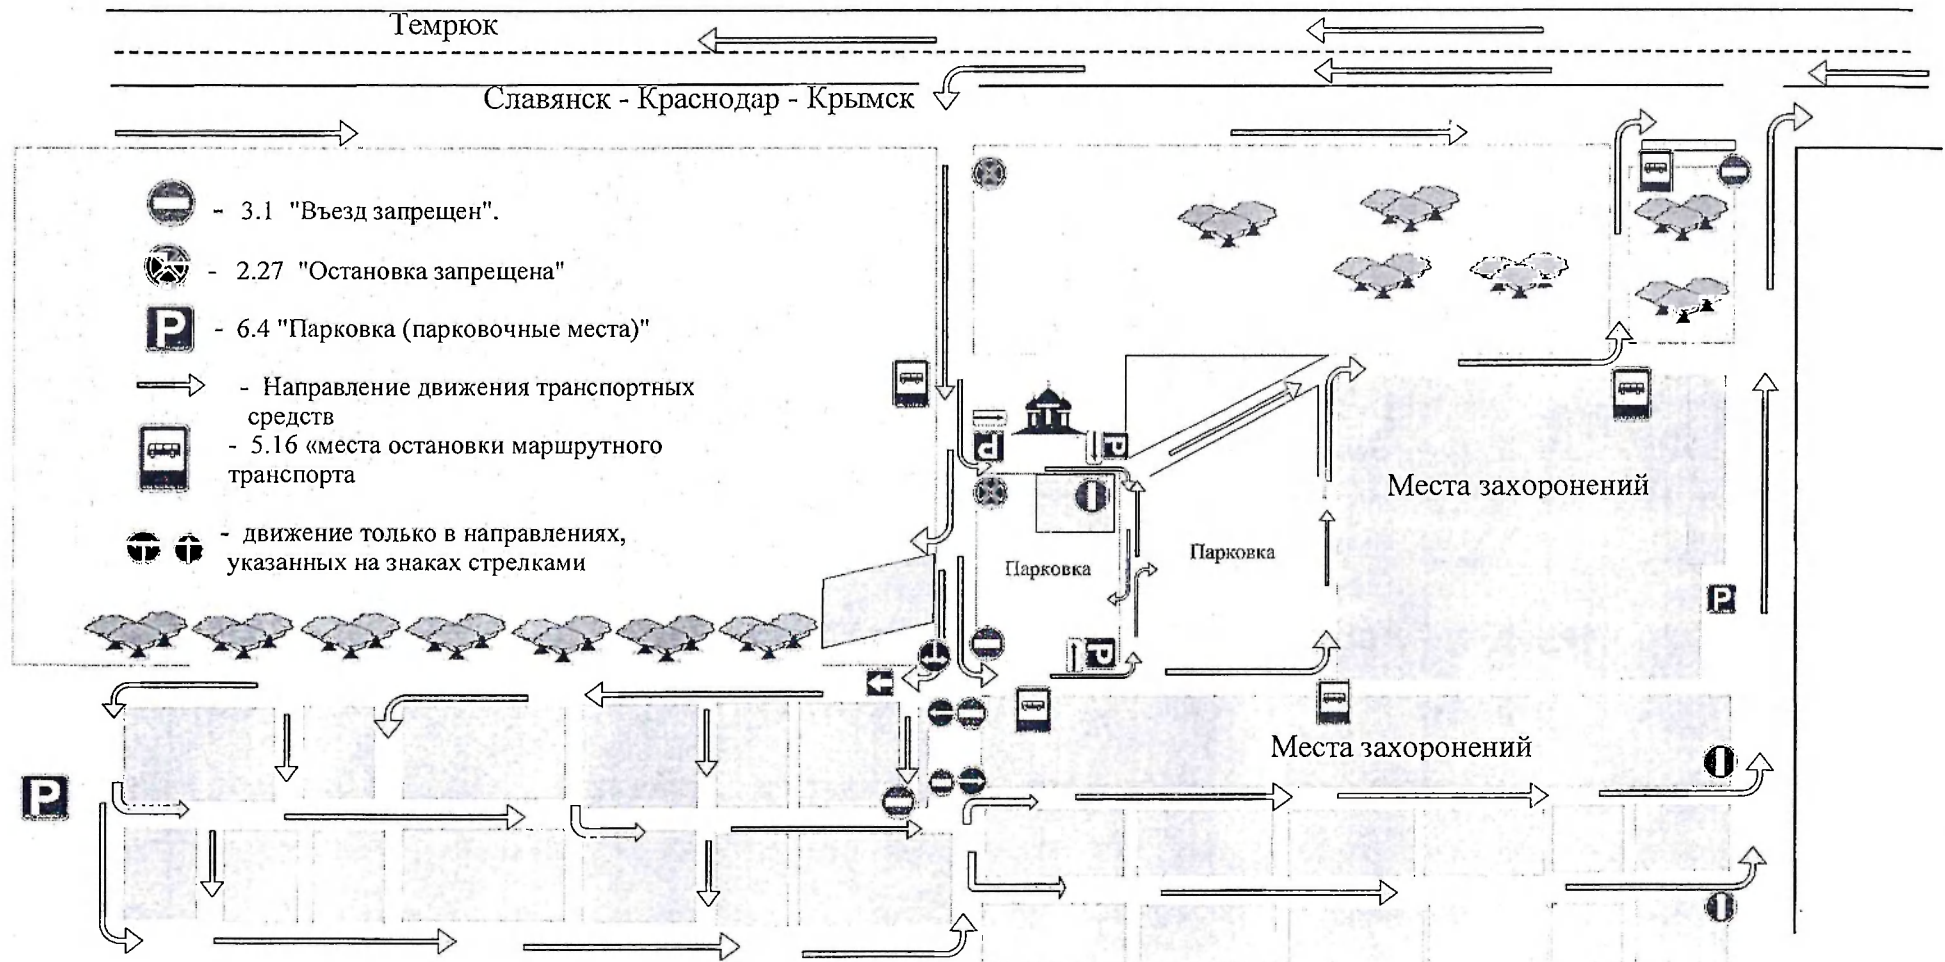 Темрюк
Славянск - Краснодар - Крымск
- 3.1 "Въезд запрещен".
- 2.27 "Остановка запрещена"
P
- 6.4 "Парковка (парковочные места)"
- Направление движения транспортных
средств
- 5.16 «места остановки маршрутного
транспорта
- движение только в направлениях,
указанных на знаках стрелками
P
P
Места захоронений
Парковка
Парковка
P
P
Места захоронений
P